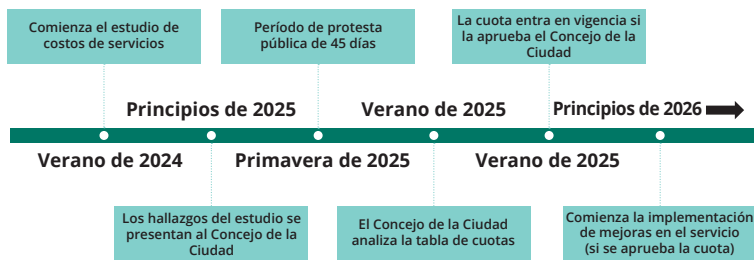 Comienza el estudio de
costos de servicios
Período de protesta
pública de 45 días
La cuota entra en vigencia si
la aprueba el Concejo de la
Ciudad
Principios de 2025
Verano de 2025
Principios de 2026
Verano de 2024
Primavera de 2025
Verano de 2025
Los hallazgos del estudio se
presentan al Concejo de la
Ciudad
El Concejo de la Ciudad
analiza la tabla de cuotas
Comienza la implementación
de mejoras en el servicio
(si se aprueba la cuota)